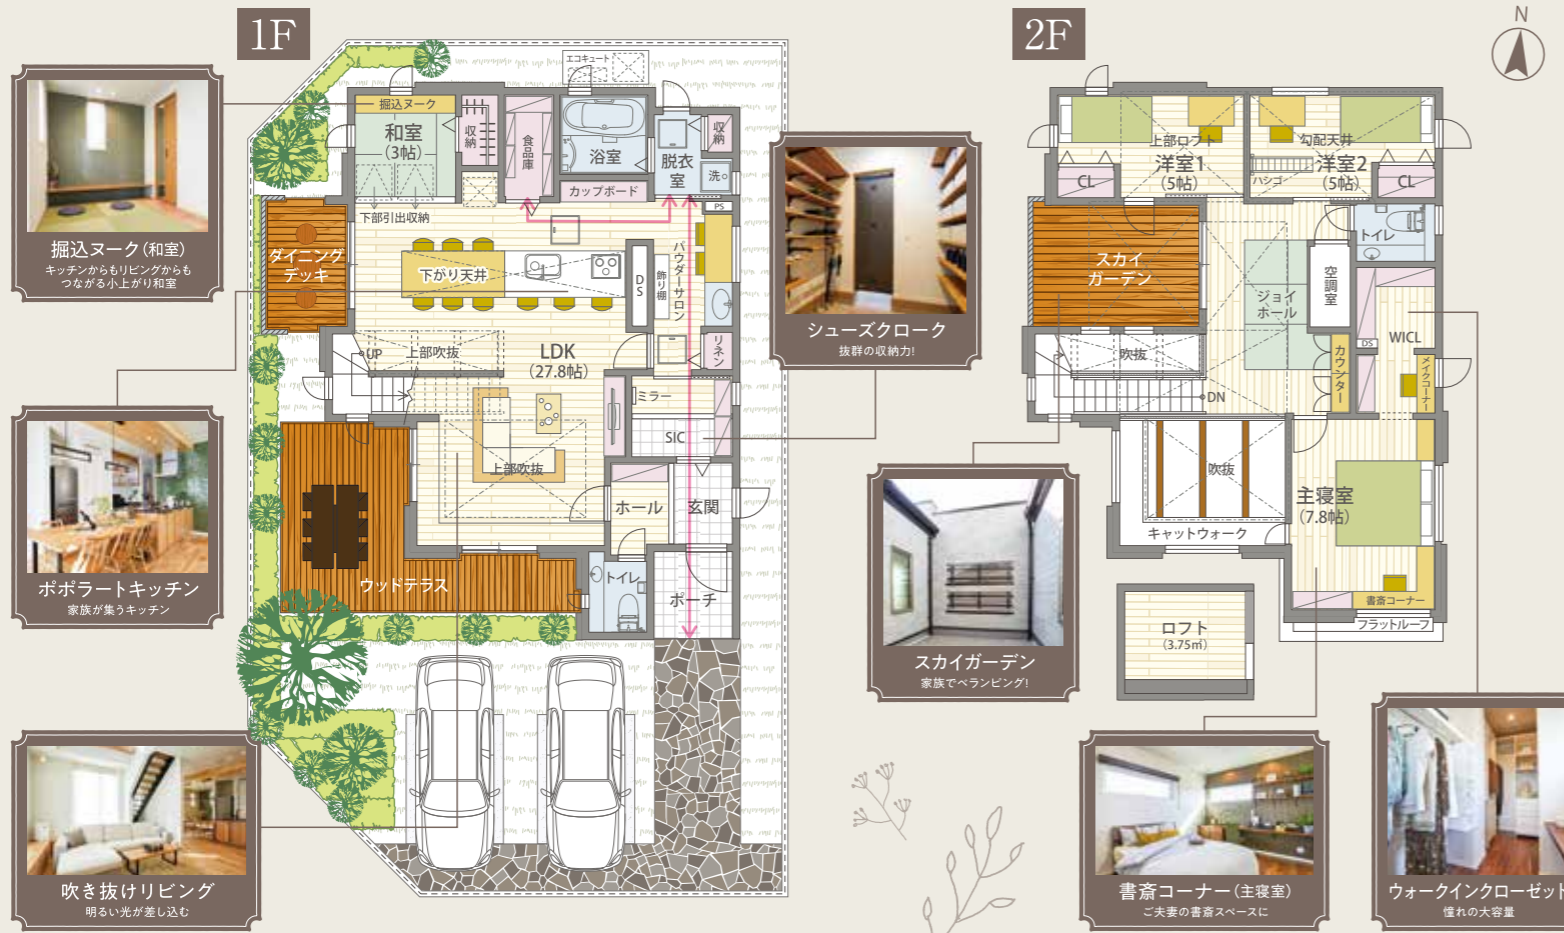 1F
2F
N
エコキュート
掘込ヌーク
和室
(3帖)
収納
食品庫
浴室
脱衣室
収納
洗
カップボード
PS
下部引出収納
ダイニング
デッキ
下がり天井
DS
飾り棚
パウダーサロン
リネン
UP
上部吹抜
LDK
(27.8帖)
ミラー
SIC
上部吹抜
ホール
玄関
ウッドテラス
トイレ
ポーチ
掘込ヌーク(和室)
キッチンからもリビングからも
つながる小上がり和室
ポポラートキッチン
家族が集うキッチン
吹き抜けリビング
明るい光が差し込む
シューズクローク
抜群の収納力!
スカイガーデン
家族でベランピング!
上部ロフト
洋室1
(5帖)
勾配天井
洋室2
(5帖)
ハシゴ
CL
CL
スカイ
ガーデン
トイレ
空調室
ジョイ
ホール
吹抜
DS
WICL
カウンター
メイクコーナー
DN
吹抜
主寝室
(7.8帖)
キャットウォーク
書斎コーナー
フラットルーフ
ロフト
(3.75㎡)
書斎コーナー(主寝室)
ご夫妻の書斎スペースに
ウォークインクローゼット
憧れの大容量